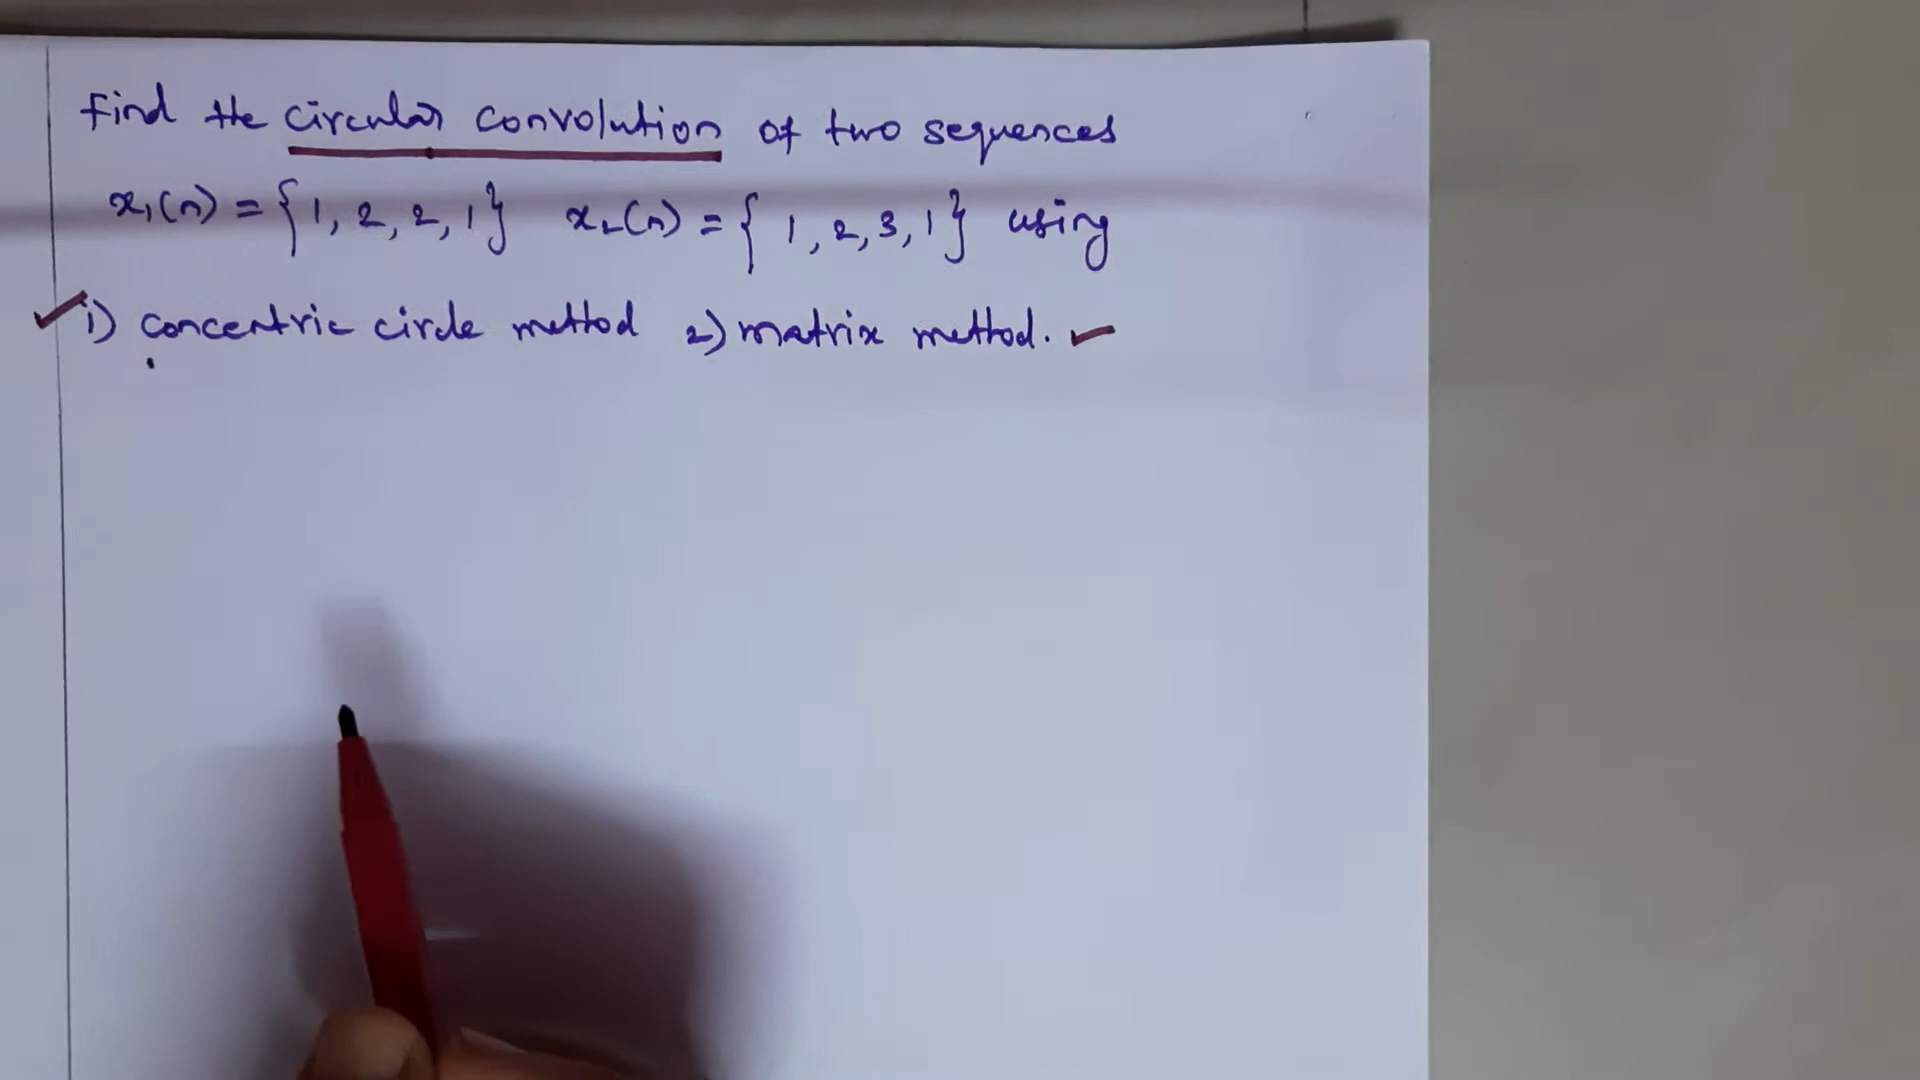 Find the circular convolution of two sequences
x₁(n) = {1, 2, 2, 1} x₂(n) = {1, 2, 3, 1} using
1) concentric circle method 2) matrix method.